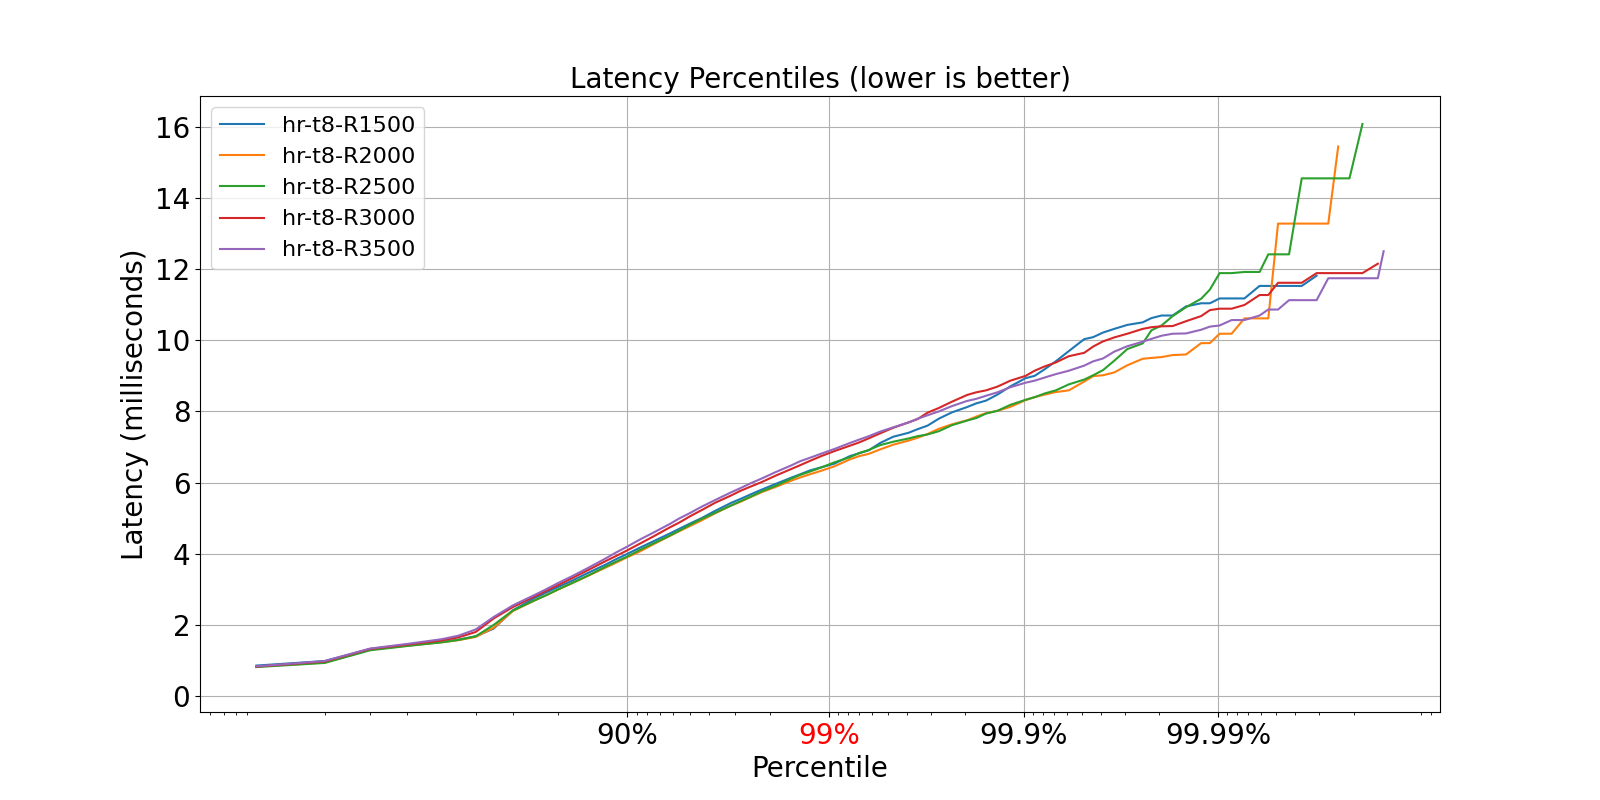 Latency Percentiles (lower is better)
hr-t8-R1500
hr-t8-R2000
hr-t8-R2500
hr-t8-R3000
hr-t8-R3500
16
14
12
10
8
6
4
2
0
Latency (milliseconds)
90% 99% 99.9% 99.99%
Percentile